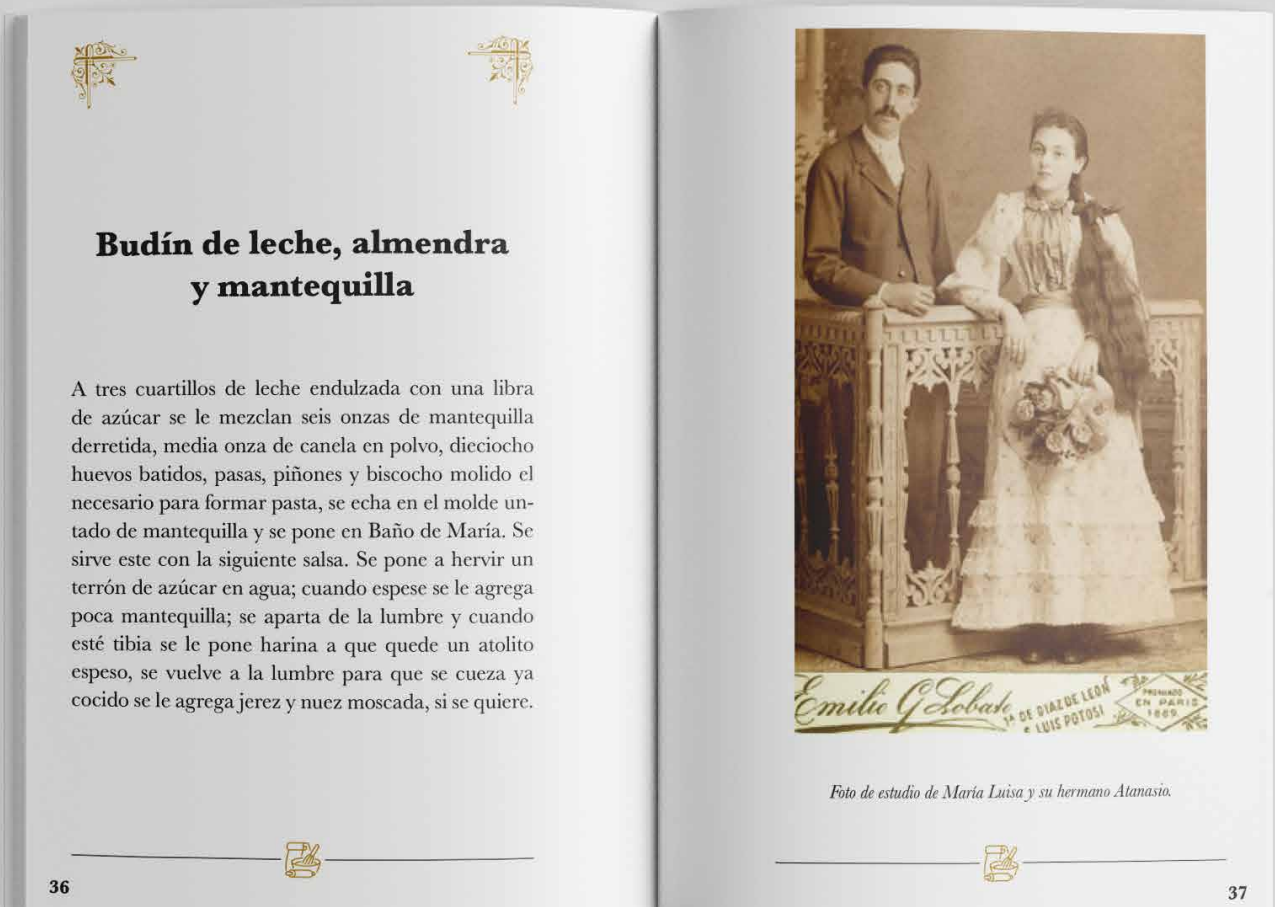 Budín de leche, almendra
y mantequilla
A tres cuartillos de leche endulzada con una libra
de azúcar se le mezclan seis onzas de mantequilla
derretida, media onza de canela en polvo, dieciocho
huevos batidos, pasas, piñones y biscocho molido el
necesario para formar pasta, se echa en el molde un-
tado de mantequilla y se pone en Baño de María. Se
sirve este con la siguiente salsa. Se pone a hervir un
terrón de azúcar en agua; cuando espese se le agrega
poca mantequilla; se aparta de la lumbre y cuando
esté tibia se le pone harina a que quede un atolito
espeso, se vuelve a la lumbre para que se cueza ya
cocido se le agrega jerez y nuez moscada, si se quiere.
36
Emilio G Lobato
1ª DE DIAZ DE LEON
S. LUIS POTOSI
PREMIADO
EN PARIS
1889
Foto de estudio de María Luisa y su hermano Atanasio.
37